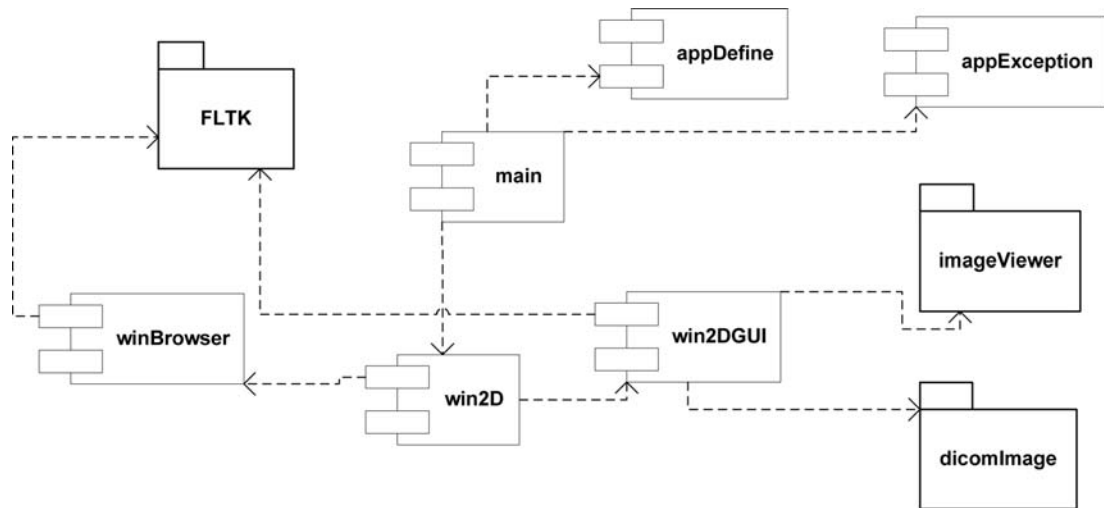 appDefine
appException
FLTK
main
imageViewer
winBrowser
win2DGUI
win2D
dicomImage